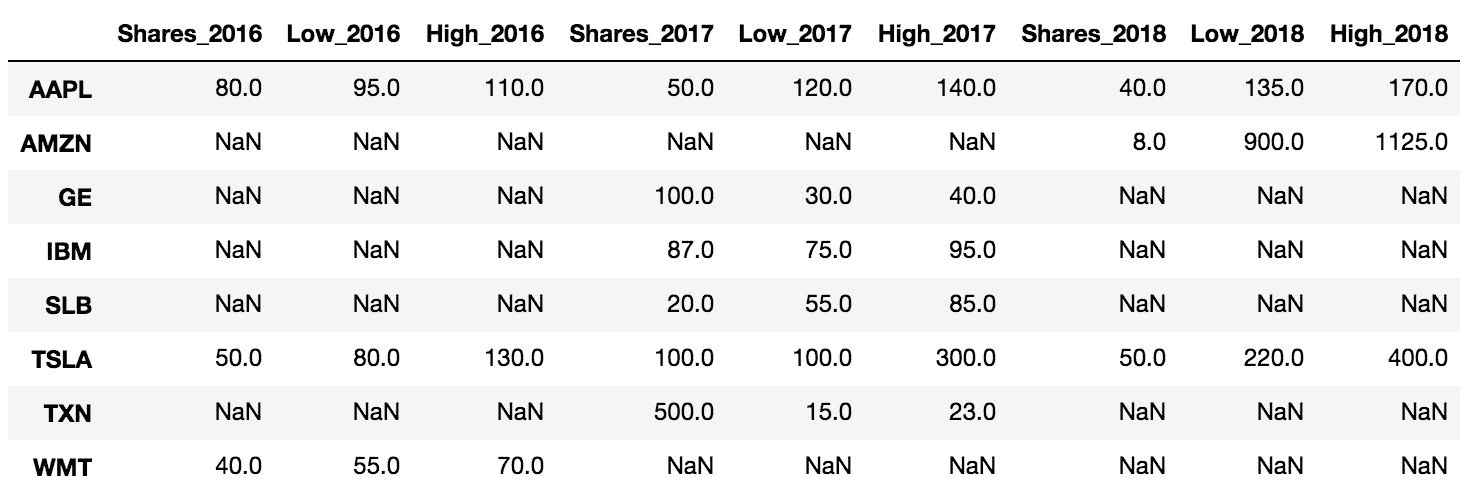 Shares_2016 Low_2016 High_2016 Shares_2017 Low_2017 High_2017 Shares_2018 Low_2018 High_2018
AAPL 80.0 95.0 110.0 50.0 120.0 140.0 40.0 135.0 170.0
AMZN NaN NaN NaN NaN NaN NaN 8.0 900.0 1125.0
GE NaN NaN NaN 100.0 30.0 40.0 NaN NaN NaN
IBM NaN NaN NaN 87.0 75.0 95.0 NaN NaN NaN
SLB NaN NaN NaN 20.0 55.0 85.0 NaN NaN NaN
TSLA 50.0 80.0 130.0 100.0 100.0 300.0 50.0 220.0 400.0
TXN NaN NaN NaN 500.0 15.0 23.0 NaN NaN NaN
WMT 40.0 55.0 70.0 NaN NaN NaN NaN NaN NaN